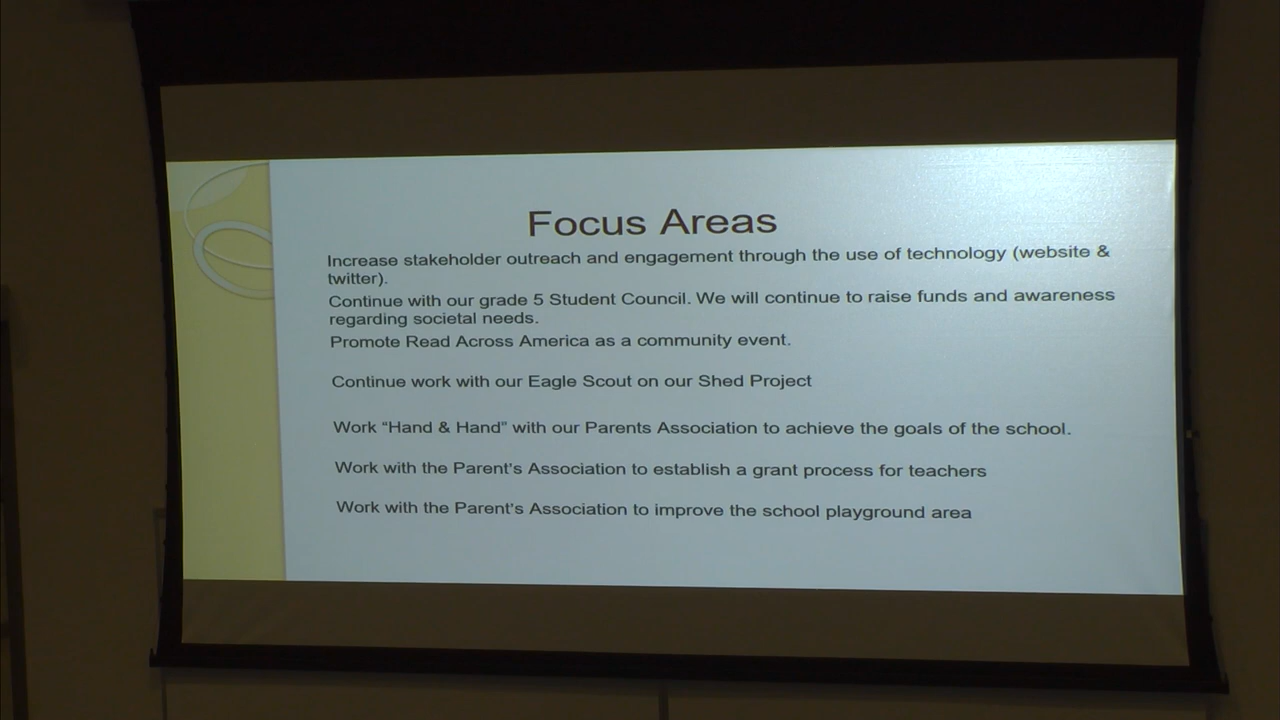 Focus Areas
Increase stakeholder outreach and engagement through the use of technology (website &
twitter).
Continue with our grade 5 Student Council. We will continue to raise funds and awareness
regarding societal needs.
Promote Read Across America as a community event.
Continue work with our Eagle Scout on our Shed Project
Work “Hand & Hand” with our Parents Association to achieve the goals of the school.
Work with the Parent's Association to establish a grant process for teachers
Work with the Parent's Association to improve the school playground area